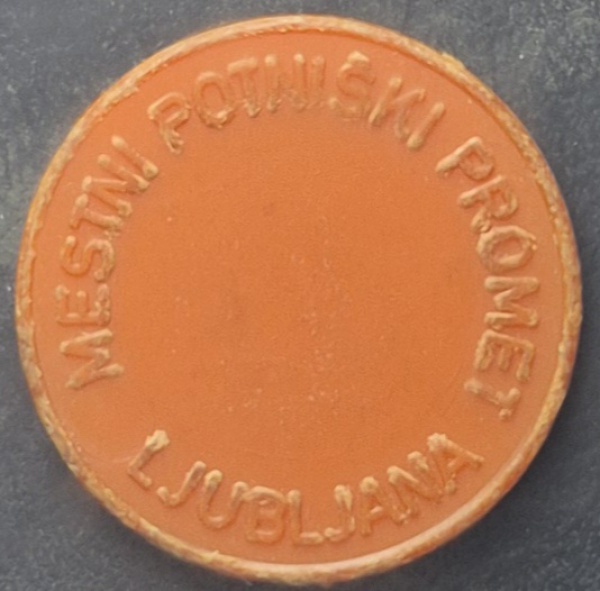 MESTNI POTNIŠKI PROMET
LJUBLJANA